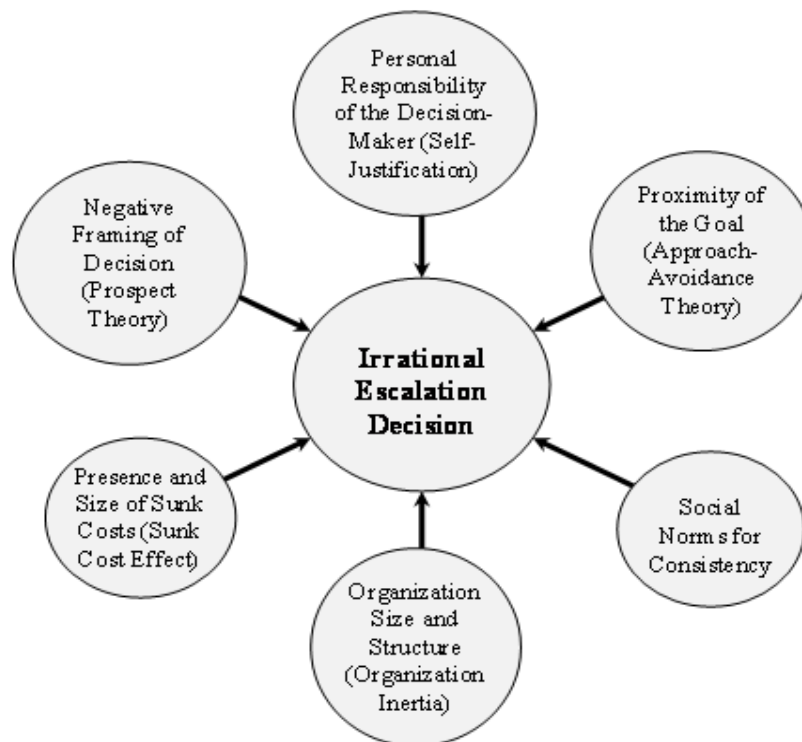 Personal
Responsibility
of the Decision-
Maker (Self-
Justification)
Negative
Framing of
Decision
(Prospect
Theory)
Proximity of
the Goal
(Approach-
Avoidance
Theory)
Irrational
Escalation
Decision
Presence and
Size of Sunk
Costs (Sunk
Cost Effect)
Social
Norms for
Consistency
Organization
Size and
Structure
(Organization
Inertia)